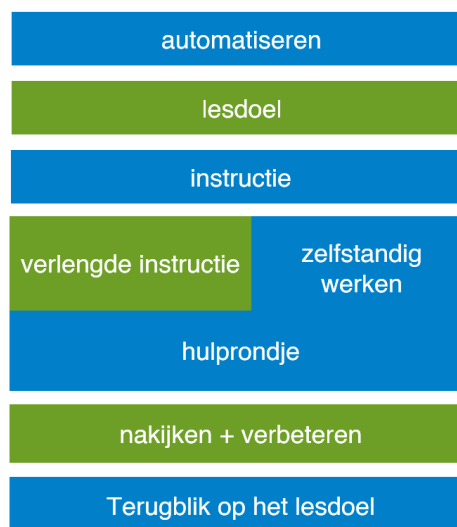 automatiseren
lesdoel
instructie
verlengde instructie
zelfstandig
werken
hulprondje
nakijken + verbeteren
Terugblik op het lesdoel